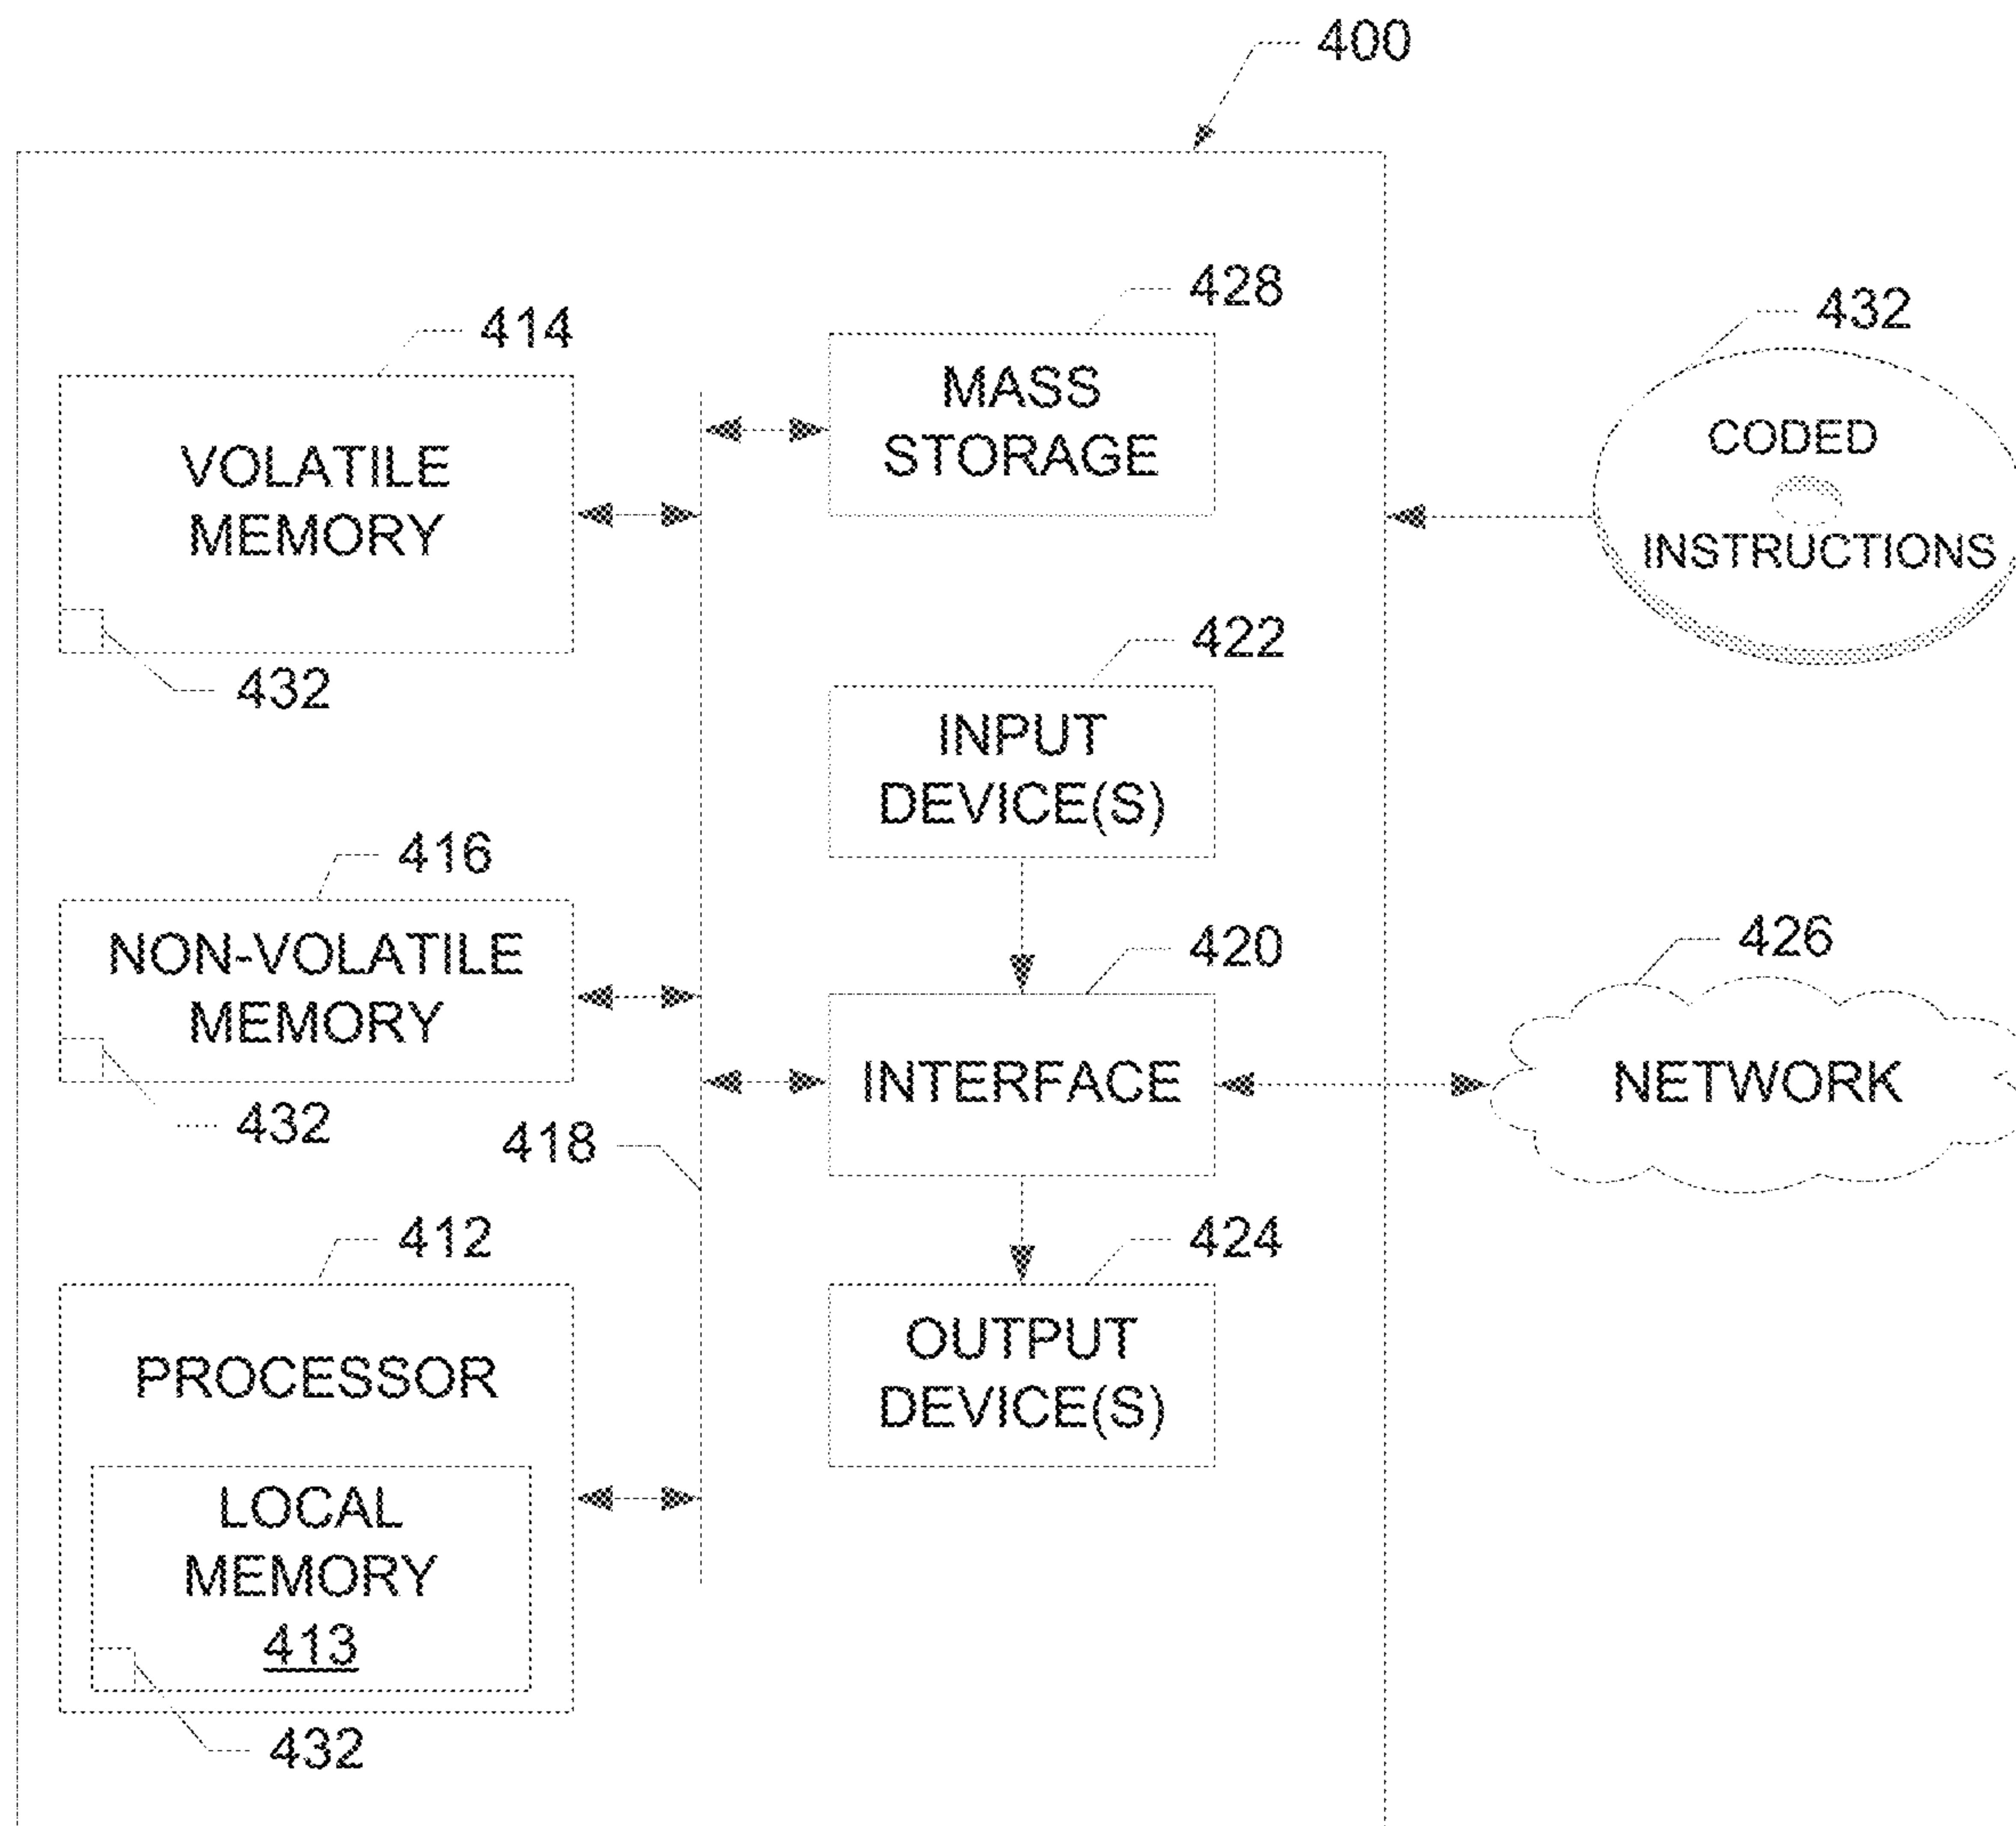 400
428
414
432
MASS
STORAGE
VOLATILE
MEMORY
CODED
INSTRUCTIONS
432
422
INPUT
DEVICE(S)
416
420
426
NON-VOLATILE
MEMORY
INTERFACE
NETWORK
432
418
412
424
PROCESSOR
OUTPUT
DEVICE(S)
LOCAL
MEMORY
413
432